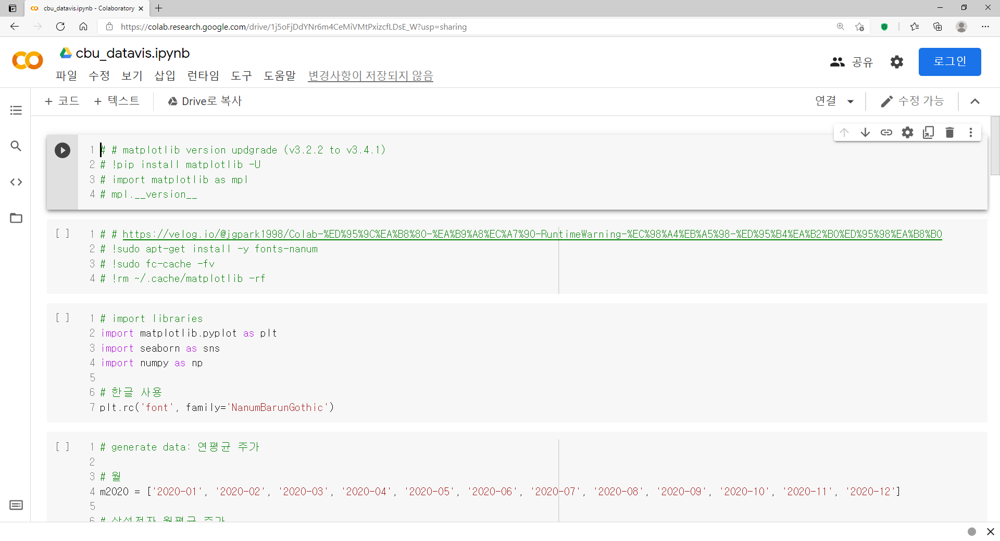 cbu_datavis.ipynb - Colaboratory
https://colab.research.google.com/drive/1j5oFjDdYNr6m4CeMiVMtPxizcfLDsE_W?usp=sharing
cbu_datavis.ipynb
파일 수정 보기 삽입 런타임 도구 도움말 변경사항이 저장되지 않음
공유
로그인
+ 코드 + 텍스트 Drive로 복사
연결 수정 가능
1 # # matplotlib version updgrade (v3.2.2 to v3.4.1)
2 # !pip install matplotlib -U
3 # import matplotlib as mpl
4 # mpl.__version__
[ ] 1 # # https://velog.io/@jgpark1998/Colab-%ED%95%9C%EA%B8%80-%EA%B9%A8%EC%A7%90-RuntimeWarning-%EC%98%A4%EB%A5%98-%ED%95%B4%EA%B2%B0%ED%95%98%EA%B8%B0
2 # !sudo apt-get install -y fonts-nanum
3 # !sudo fc-cache -fv
4 # !rm ~/.cache/matplotlib -rf
[ ] 1 # import libraries
2 import matplotlib.pyplot as plt
3 import seaborn as sns
4 import numpy as np
5
6 # 한글 사용
7 plt.rc('font', family='NanumBarunGothic')
[ ] 1 # generate data: 연평균 주가
2
3 # 월
4 m2020 = ['2020-01', '2020-02', '2020-03', '2020-04', '2020-05', '2020-06', '2020-07', '2020-08', '2020-09', '2020-10', '2020-11', '2020-12']
5
6 # 삼성전자 월평균 주가